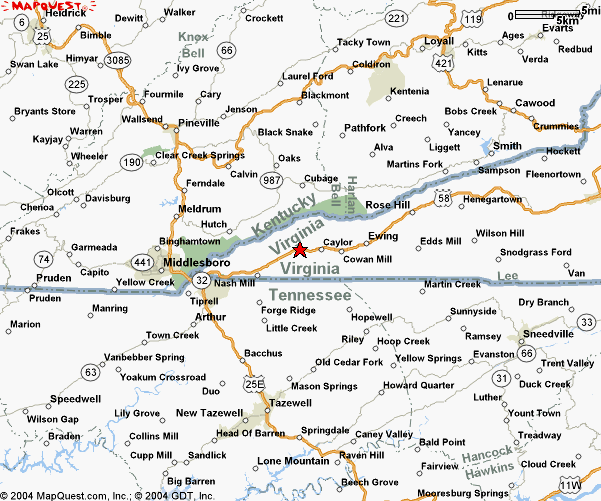 MAPQUEST
Heidrick
6
25
Bimble
Dewitt
Walker
Crockett
221
119
5mi
5km
Ridgeway
Evarts
Ages
Redbud
Loyall
Kitts
Verda
421
Knox
Bell
66
Tacky Town
Coldiron
Himyar
3085
Swan Lake
Ivy Grove
Laurel Ford
225
Lenarue
Kentenia
Trosper
Fourmile
Cary
Blackmont
Cawood
Bryants Store
Jenson
Bobs Creek
Wallsend
Pineville
Crummies
Warren
Black Snake
Pathfork
Creech
Yancey
Kayjay
Liggett
Smith
Wheeler
190
Clear Creek Springs
Oaks
Alva
Hockett
Martins Fork
Calvin
987
Cubage
Sampson
Fleenortown
Ferndale
Olcott
Davisburg
Harlan
Bell
Kentucky
Virginia
Rose Hill
58
Henegartown
Chenoa
Meldrum
Hutch
Frakes
Binghamtown
Garmeada
Caylor
Ewing
Edds Mill
Wilson Hill
74
441
Middlesboro
Cowan Mill
Snodgrass Ford
Capito
Virginia
Van
Pruden
Yellow Creek
32
Nash Mill
Lee
Pruden
Tiprell
Tennessee
Martin Creek
Dry Branch
Manring
Arthur
Forge Ridge
Hopewell
Sunnyside
33
Marion
Little Creek
Town Creek
Riley
Hoop Creek
Ramsey
Sneedville
66
Vanbebber Spring
Bacchus
Old Cedar Fork
Yellow Springs
Evanston
Trent Valley
63
Yoakum Crossroad
Duo
25E
Mason Springs
Howard Quarter
31
Duck Creek
Speedwell
Tazewell
Luther
Yount Town
Wilson Gap
Lily Grove
New Tazewell
Braden
Collins Mill
Head Of Barren
Springdale
Caney Valley
Bald Point
Treadway
Cupp Mill
Sandlick
Lone Mountain
Raven Hill
Fairview
Hancock
Hawkins
Cloud Creek
Big Barren
Beech Grove
Mooresburg Springs
11W
© 2004 MapQuest.com, Inc.; © 2004 GDT, Inc.